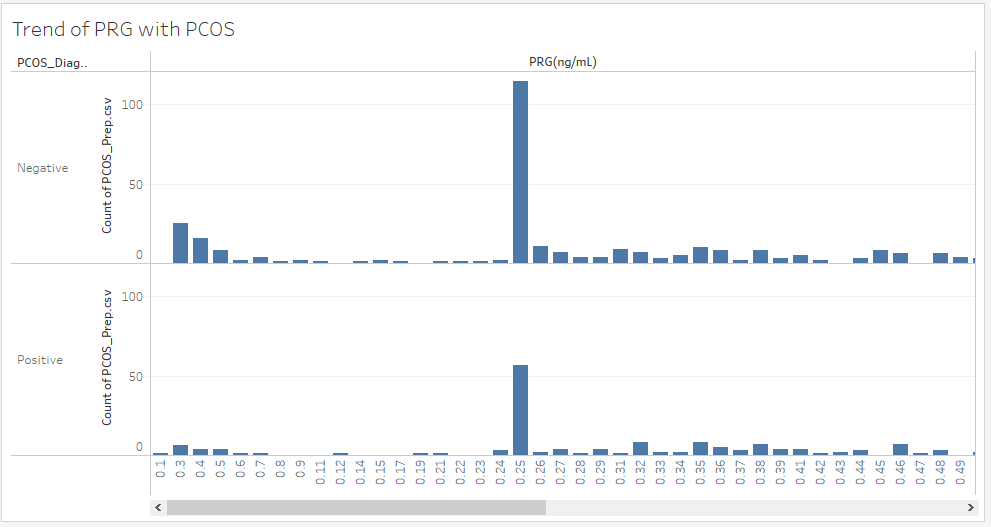 Trend of PRG with PCOS
PCOS_Diag..
PRG(ng/mL)
Negative
Count of PCOS_Prep.csv
100
50
0
Positive
Count of PCOS_Prep.csv
100
50
0
0.1 0.3 0.4 0.5 0.6 0.7 0.8 0.9 0.11 0.12 0.14 0.15 0.17 0.19 0.21 0.22 0.23 0.24 0.25 0.26 0.27 0.28 0.29 0.31 0.32 0.33 0.34 0.35 0.36 0.37 0.38 0.39 0.41 0.42 0.43 0.44 0.45 0.46 0.47 0.48 0.49